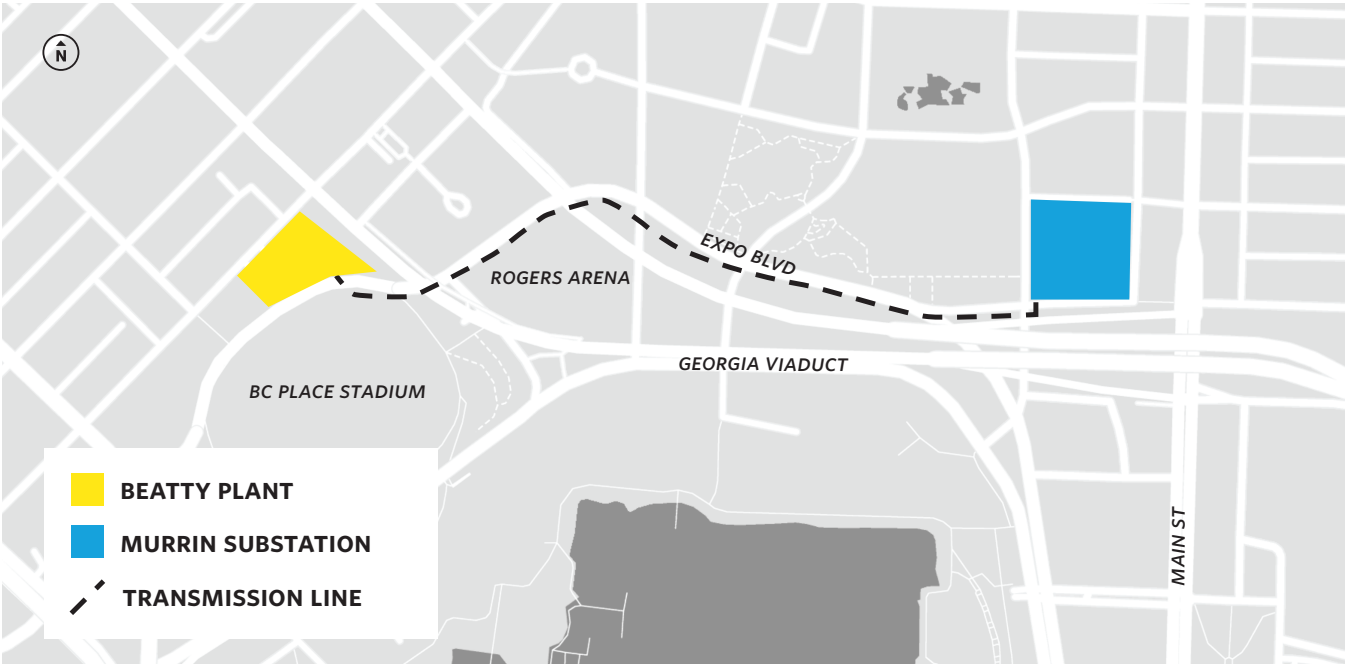 N
EXPO BLVD
ROGERS ARENA
GEORGIA VIADUCT
BC PLACE STADIUM
MAIN ST
BEATTY PLANT
MURRIN SUBSTATION
TRANSMISSION LINE